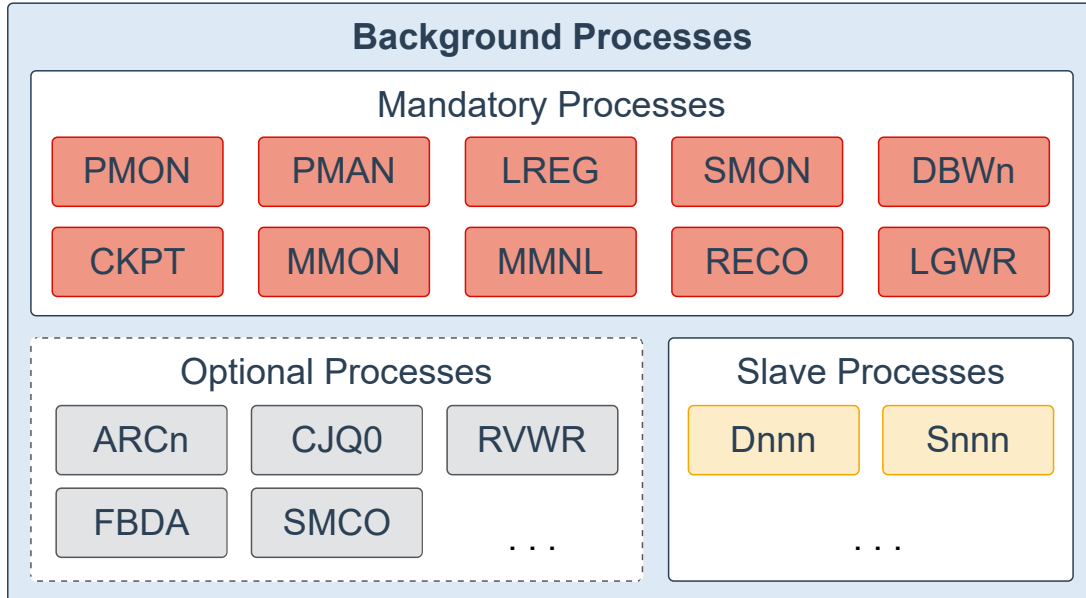 Background Processes
Mandatory Processes
PMON PMAN LREG SMON DBWn
CKPT MMON MMNL RECO LGWR
Optional Processes
ARCn CJQ0 RVWR
FBDA SMCO . . .
Slave Processes
Dnnn Snnn
. . .